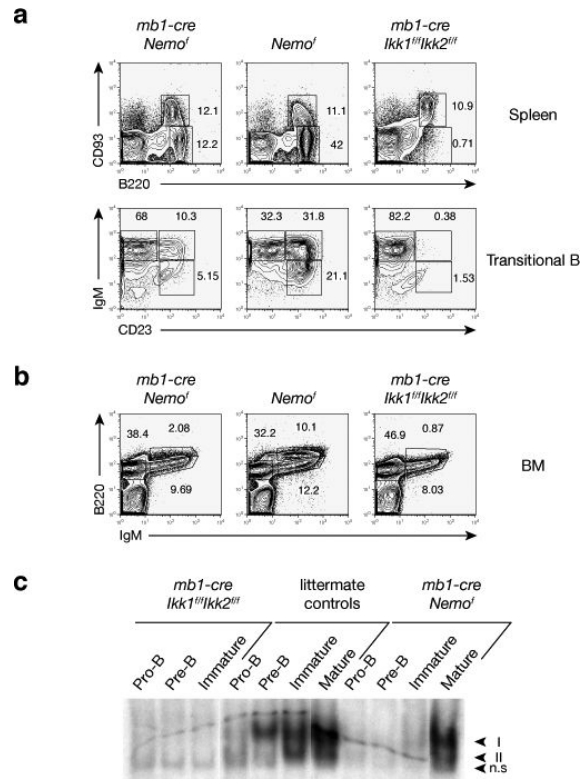 a
mb1-cre mb1-cre
Nemoᶠ Nemoᶠ Ikk1ᶠ/ᶠIkk2ᶠ/ᶠ
CD93
12.1 11.1 10.9
Spleen
12.2 42 0.71
B220
68 10.3 32.3 31.8 82.2 0.38
Transitional B
5.15 21.1 1.53
IgM
CD23
b
mb1-cre mb1-cre
Nemoᶠ Nemoᶠ Ikk1ᶠ/ᶠIkk2ᶠ/ᶠ
38.4 2.08 32.2 10.1 46.9 0.87
BM
B220
9.69 12.2 8.03
IgM
c
mb1-cre littermate mb1-cre
Ikk1ᶠ/ᶠIkk2ᶠ/ᶠ controls Nemoᶠ
Pro-B Pre-B Immature Pro-B Pre-B Immature Mature Pro-B Pre-B Immature Mature
I
II
n.s